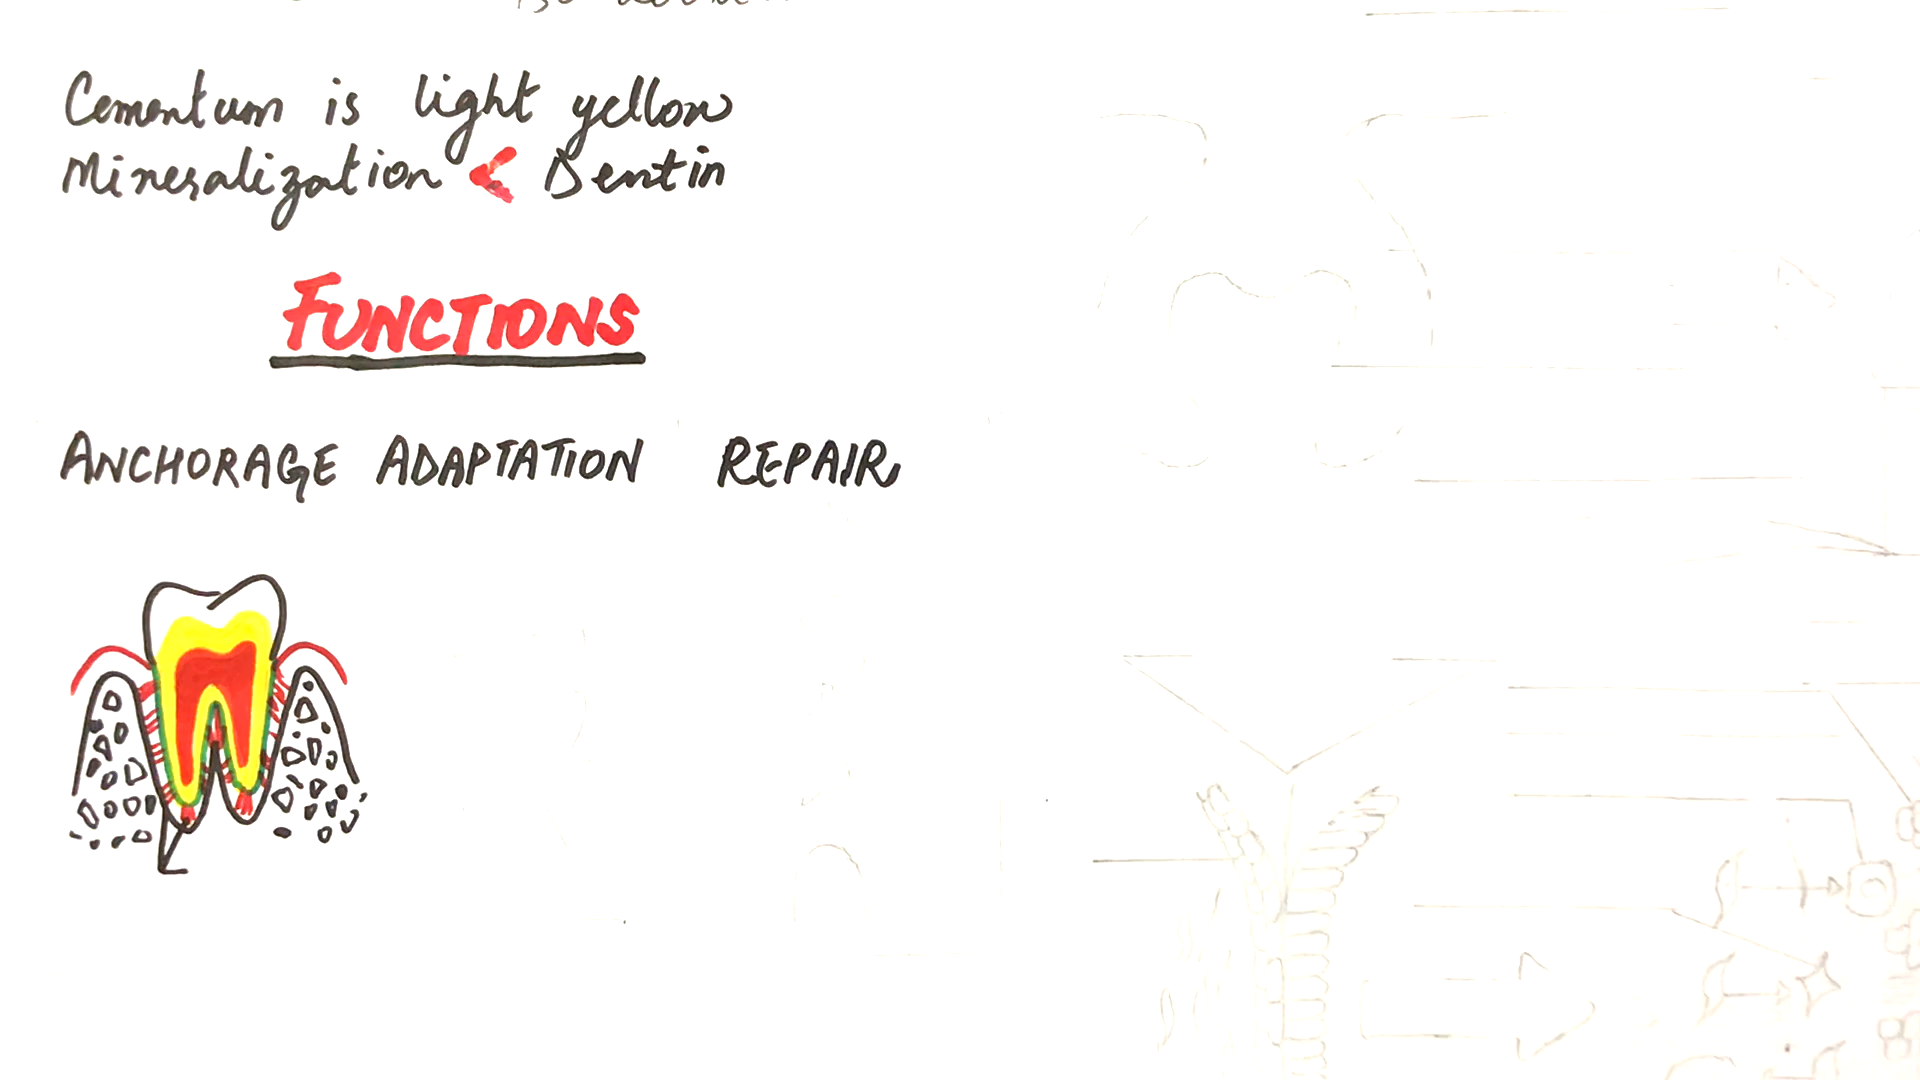 Cementum is light yellow
Mineralization < Dentin
FUNCTIONS
ANCHORAGE ADAPTATION REPAIR